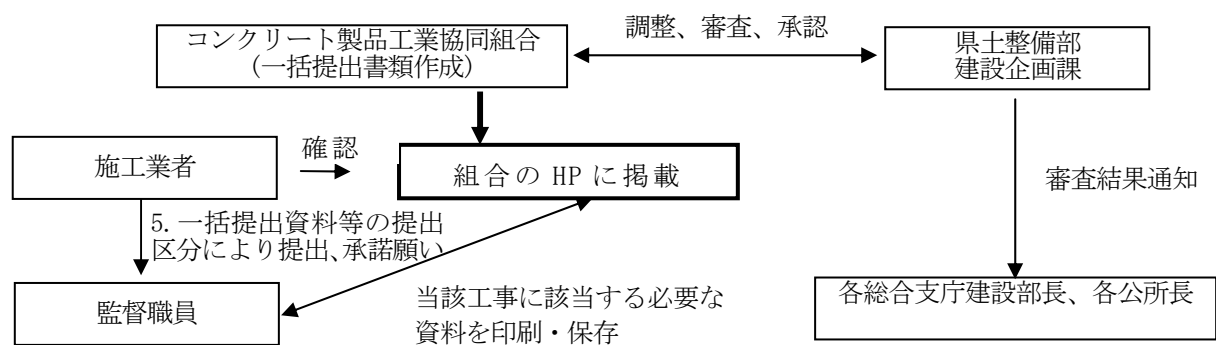 コンクリート製品工業協同組合
(一括提出書類作成)
調整、審査、承認
県土整備部
建設企画課
施工業者
確認
組合の HP に掲載
審査結果通知
5. 一括提出資料等の提出
区分により提出、承諾願い
監督職員
当該工事に該当する必要な
資料を印刷・保存
各総合支庁建設部長、各公所長